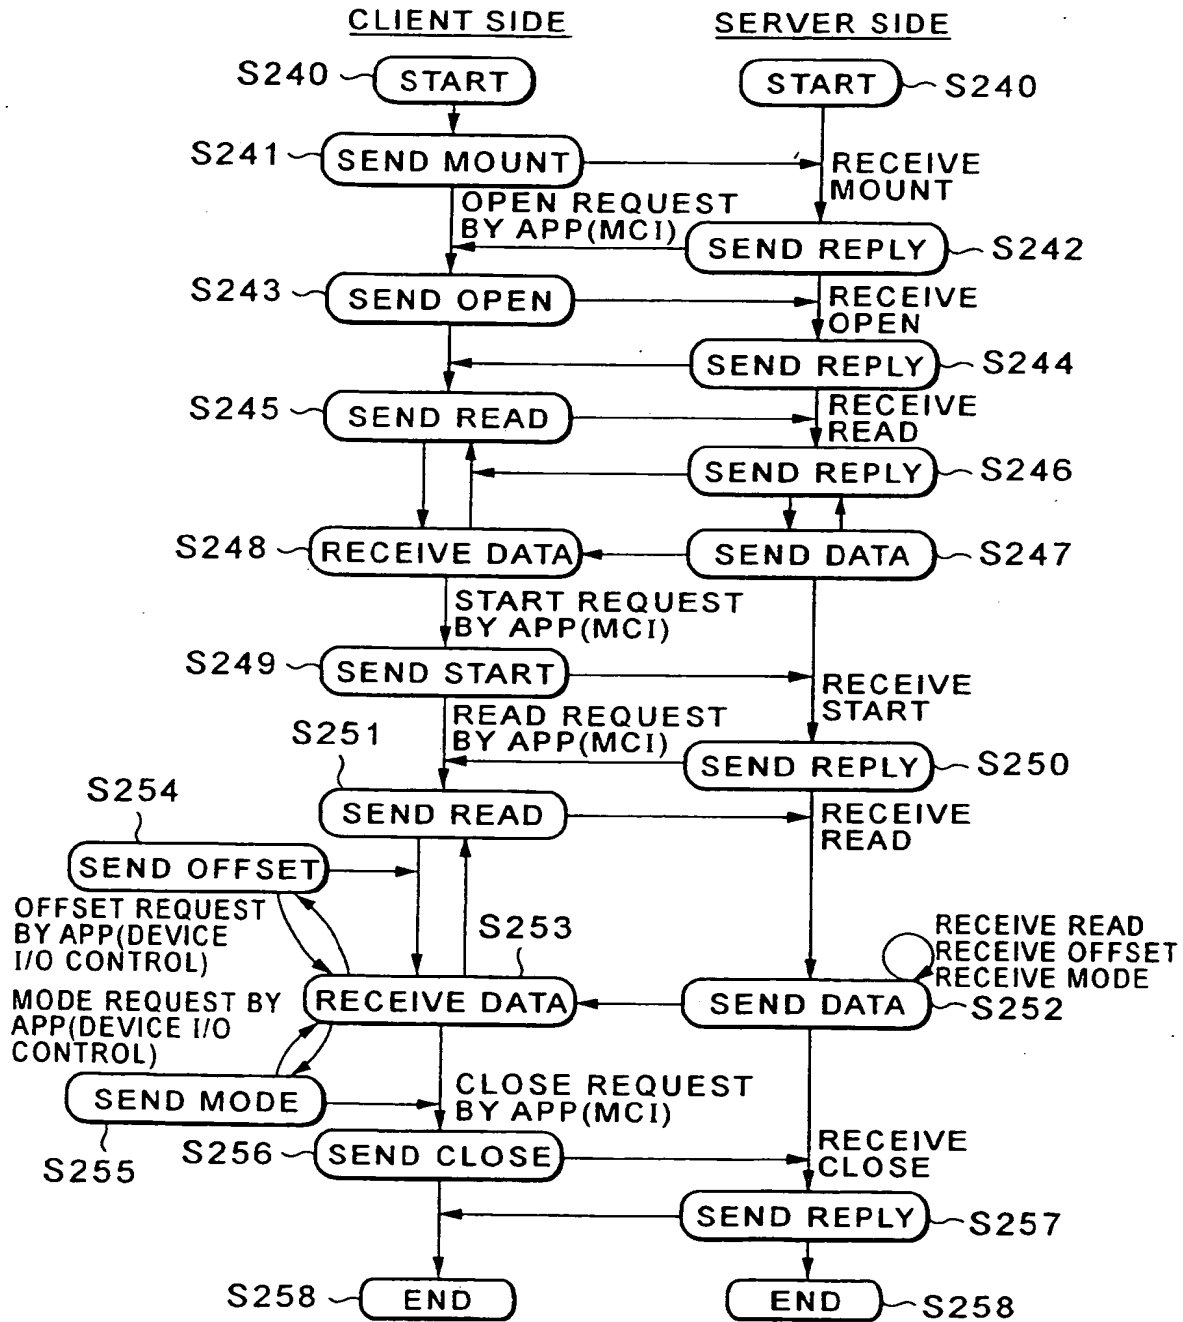 CLIENT SIDE
SERVER SIDE
S240
START
START
S240
S241
SEND MOUNT
RECEIVE
MOUNT
OPEN REQUEST
BY APP(MCI)
SEND REPLY
S242
S243
SEND OPEN
RECEIVE
OPEN
SEND REPLY
S244
S245
SEND READ
RECEIVE
READ
SEND REPLY
S246
S248
RECEIVE DATA
SEND DATA
S247
START REQUEST
BY APP(MCI)
S249
SEND START
RECEIVE
START
S251
READ REQUEST
BY APP(MCI)
SEND REPLY
S250
S254
SEND READ
RECEIVE
READ
SEND OFFSET
OFFSET REQUEST
BY APP(DEVICE
I/O CONTROL)
S253
RECEIVE READ
RECEIVE OFFSET
RECEIVE MODE
MODE REQUEST BY
APP(DEVICE I/O
CONTROL)
RECEIVE DATA
SEND DATA
S252
SEND MODE
S255
CLOSE REQUEST
BY APP(MCI)
S256
SEND CLOSE
RECEIVE
CLOSE
SEND REPLY
S257
S258
END
END
S258